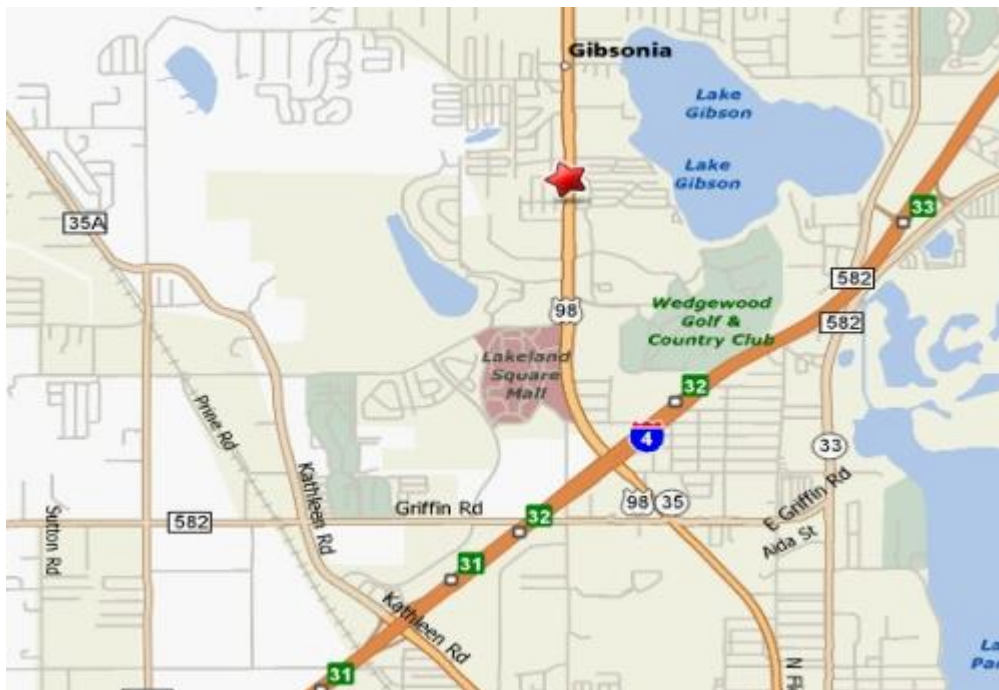 Gibsonia
Lake
Gibson
Lake
Gibson
33
35A
582
582
98
Wedgewood
Golf &
Country Club
Lakeland
Square
Mall
32
4
33
Prine Rd
Kathleen Rd
Griffin Rd
98
35
E Griffin Rd
582
32
Aida St
Sutton Rd
31
Kathleen Rd
31